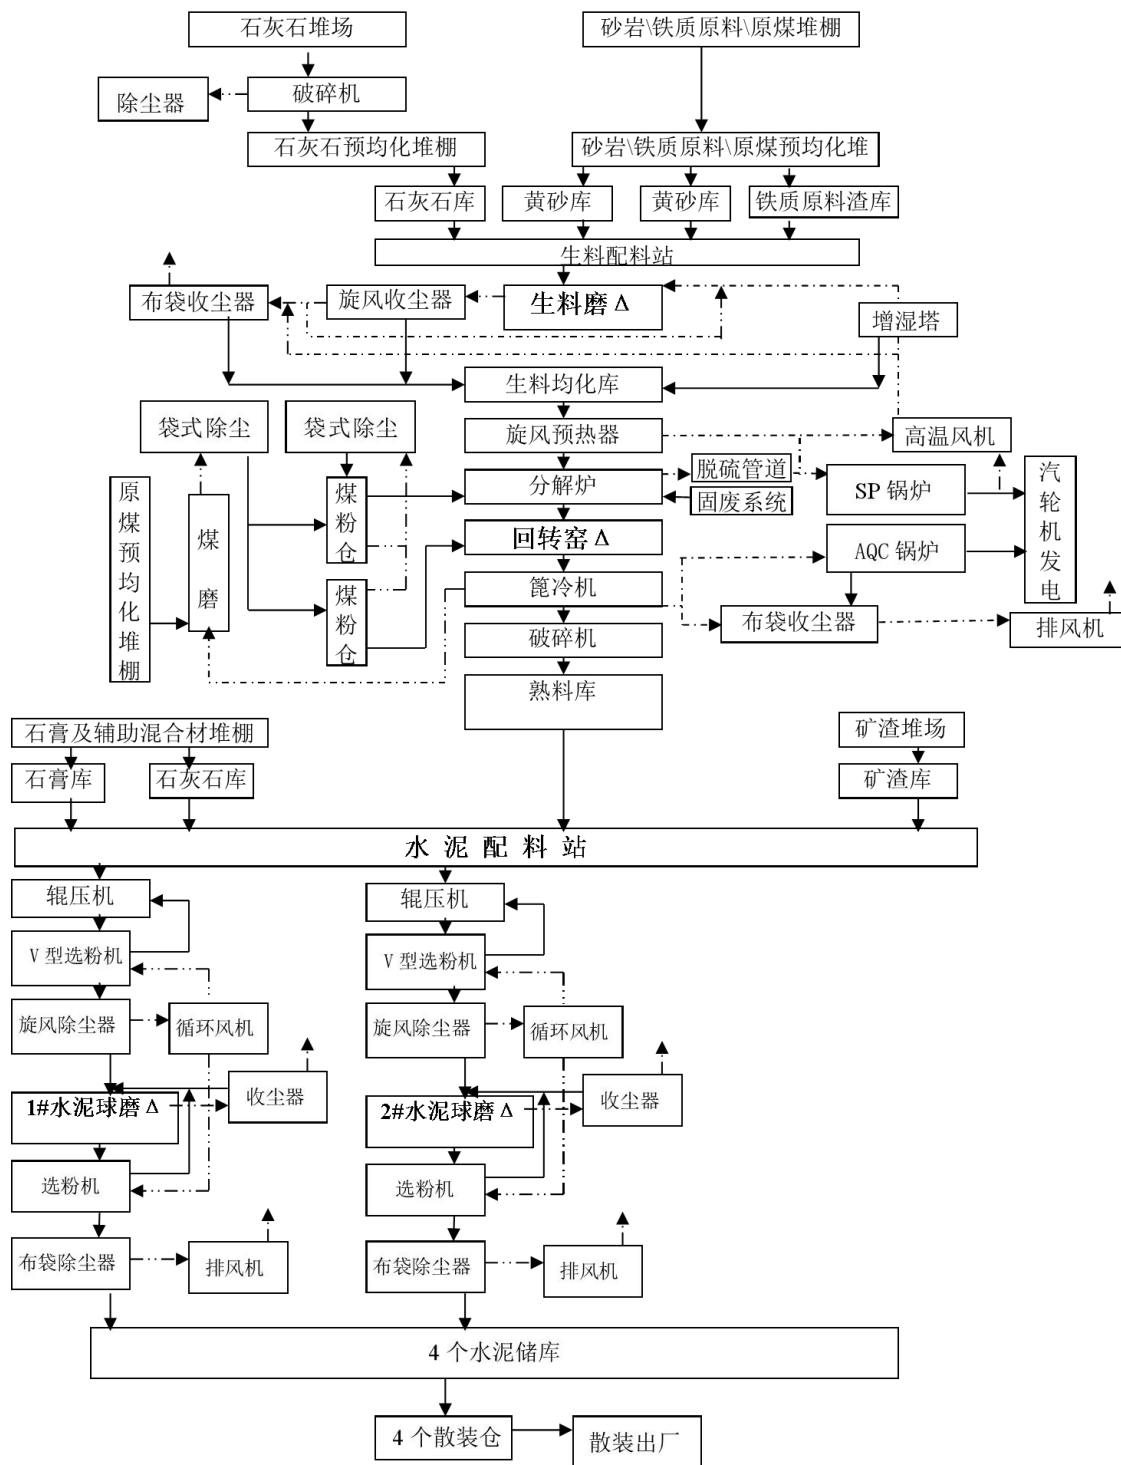 石灰石堆场
砂岩\铁质原料\原煤堆棚
除尘器
破碎机
石灰石预均化堆棚
砂岩\铁质原料\原煤预均化堆
石灰石库
黄砂库
黄砂库
铁质原料渣库
生料配料站
布袋收尘器
旋风收尘器
生料磨Δ
增湿塔
生料均化库
袋式除尘
袋式除尘
旋风预热器
高温风机
脱硫管道
分解炉
固废系统
SP 锅炉
汽轮机发电
原煤预均化堆棚
煤磨
煤粉仓
回转窑Δ
AQC 锅炉
篦冷机
煤粉仓
布袋收尘器
排风机
破碎机
熟料库
石膏及辅助混合材堆棚
矿渣堆场
石膏库
石灰石库
矿渣库
水泥配料站
辊压机
辊压机
V 型选粉机
V 型选粉机
旋风除尘器
循环风机
旋风除尘器
循环风机
1#水泥球磨Δ
收尘器
2#水泥球磨Δ
收尘器
选粉机
选粉机
布袋除尘器
排风机
布袋除尘器
排风机
4 个水泥储库
4 个散装仓
散装出厂